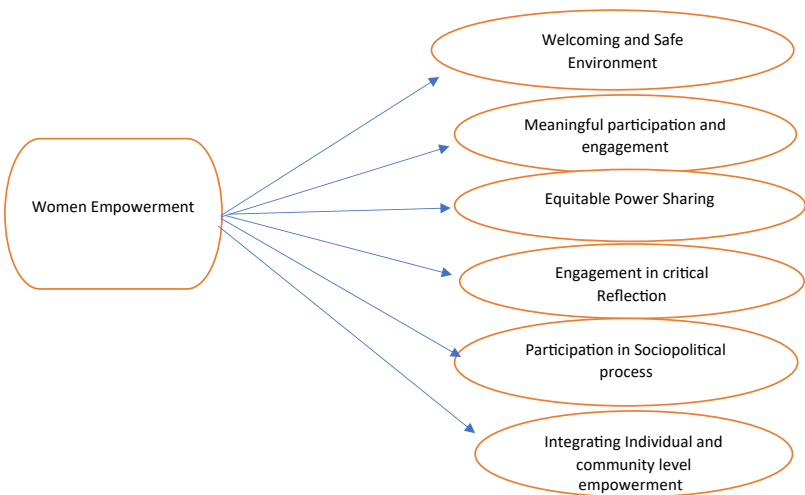 Welcoming and Safe
Environment
Meaningful participation and
engagement
Women Empowerment
Equitable Power Sharing
Engagement in critical
Reflection
Participation in Sociopolitical
process
Integrating Individual and
community level
empowerment